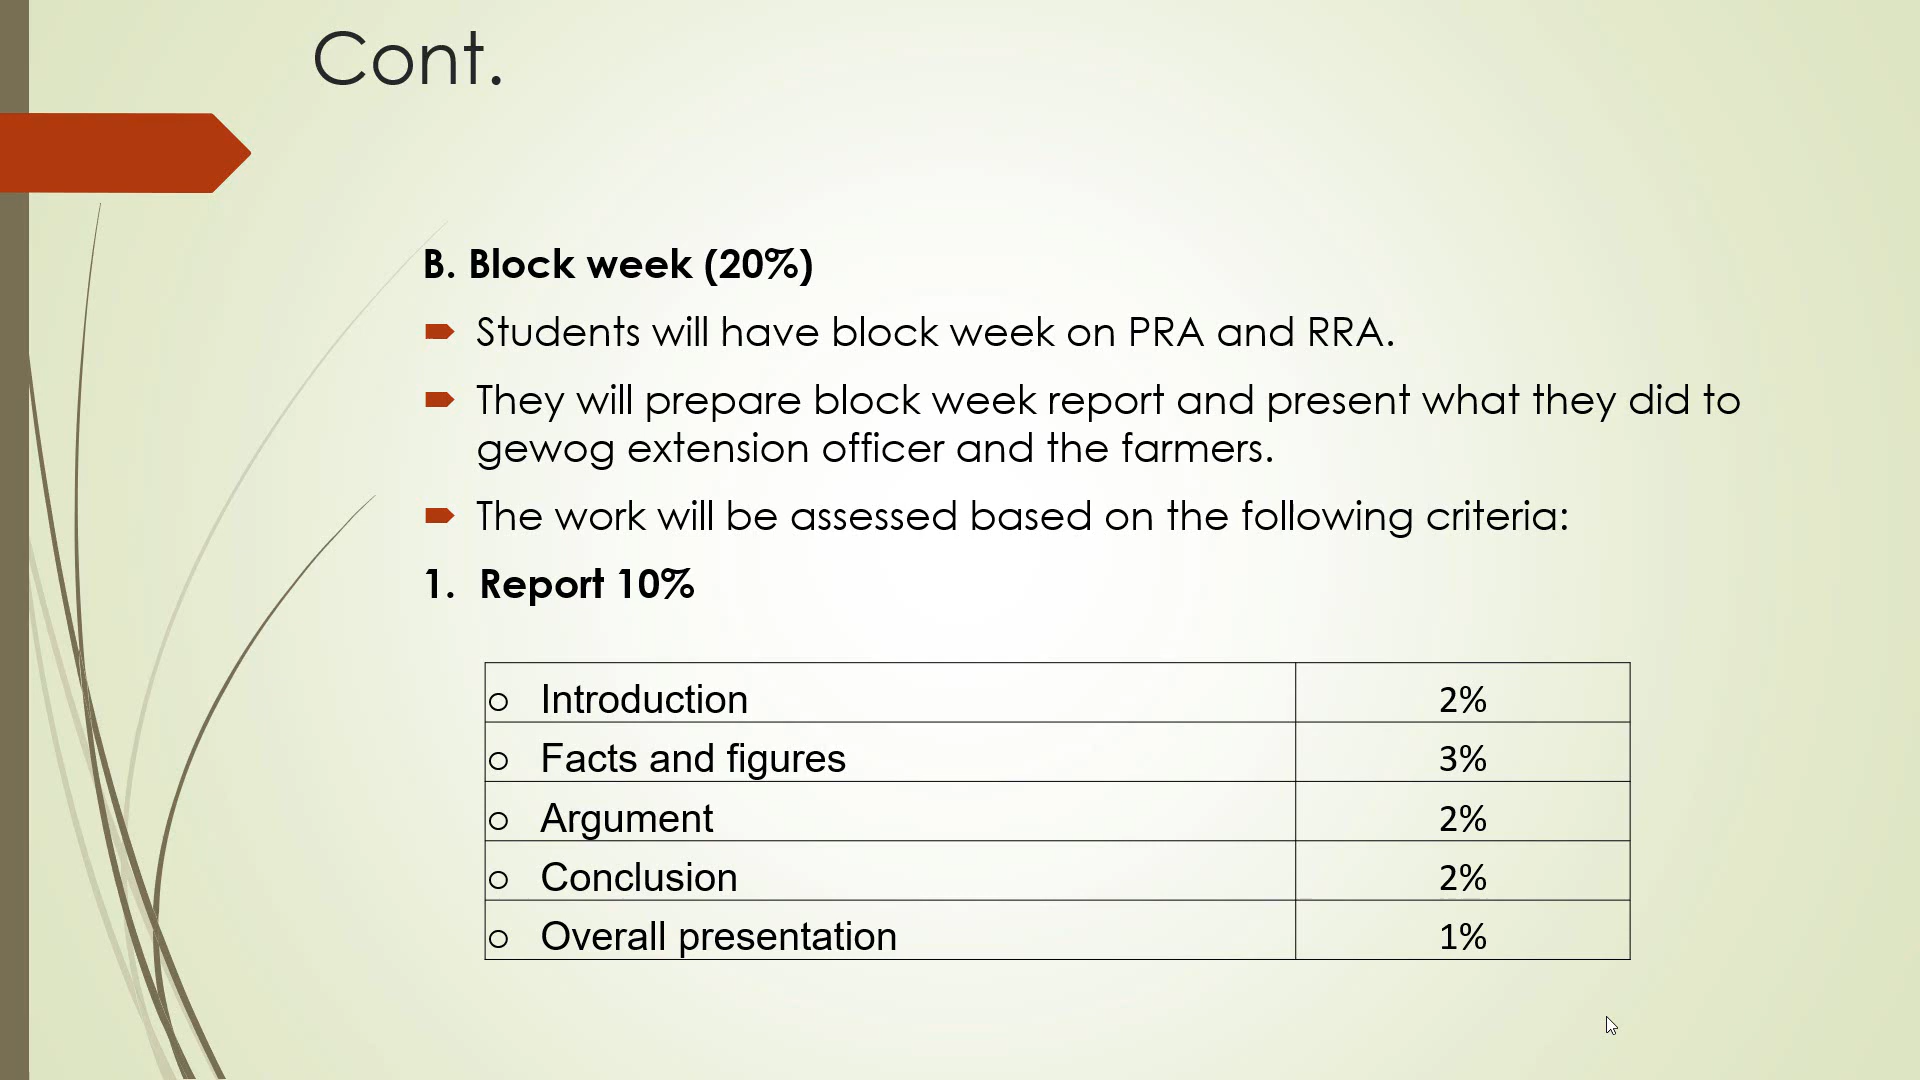 Cont.
B. Block week (20%)
Students will have block week on PRA and RRA.
They will prepare block week report and present what they did to
gewog extension officer and the farmers.
The work will be assessed based on the following criteria:
1. Report 10%
Introduction 2%
Facts and figures 3%
Argument 2%
Conclusion 2%
Overall presentation 1%